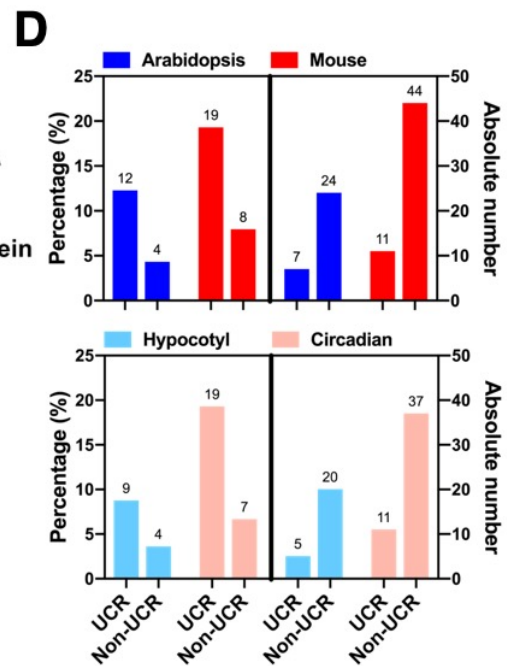 D
Arabidopsis Mouse
Percentage (%)
25
20
15
10
5
0
12 4 19 8
7 24 11 44
50
40
30
20
10
0
Absolute number
ein
Hypocotyl Circadian
Percentage (%)
25
20
15
10
5
0
9 4 19 7
5 20 11 37
50
40
30
20
10
0
Absolute number
UCR Non-UCR UCR Non-UCR UCR Non-UCR UCR Non-UCR